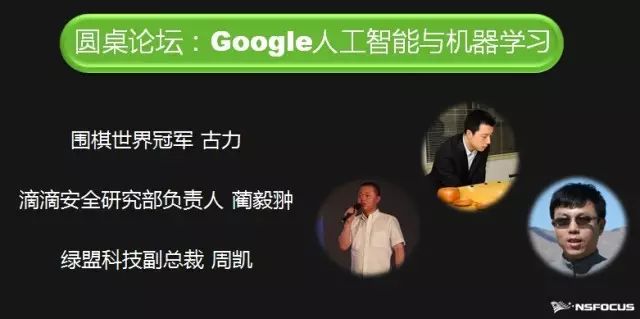 圆桌论坛：Google人工智能与机器学习
围棋世界冠军 古力
滴滴安全研究部负责人 蔺毅翀
绿盟科技副总裁 周凯
NSFOCUS